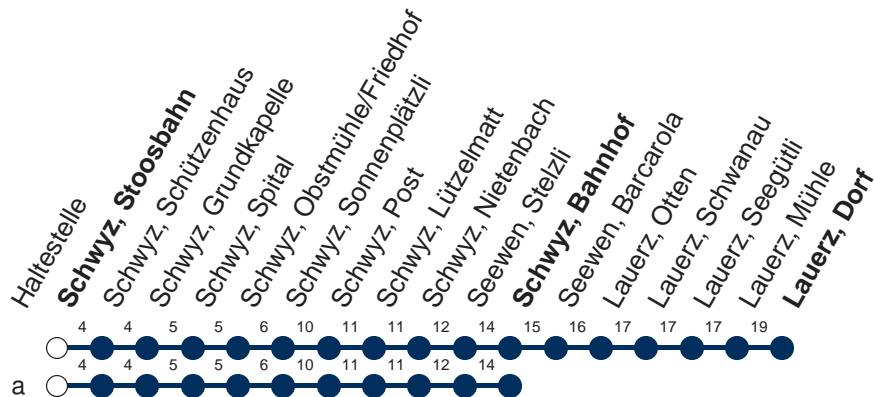 Haltestelle
Schwyz, Stoosbahn
Schwyz, Schützenhaus
Schwyz, Grundkapelle
Schwyz, Spital
Schwyz, Obstmühle/Friedhof
Schwyz, Sonnenplätzli
Schwyz, Post
Schwyz, Lützelmatt
Schwyz, Nietenbach
Seewen, Stelzli
Schwyz, Bahnhof
Seewen, Barcarola
Lauerz, Otten
Lauerz, Schwanau
Lauerz, Seegütli
Lauerz, Mühle
Lauerz, Dorf
4 4 5 5 6 10 11 11 12 14 15 16 17 17 17 19
a 4 4 5 5 6 10 11 11 12 14